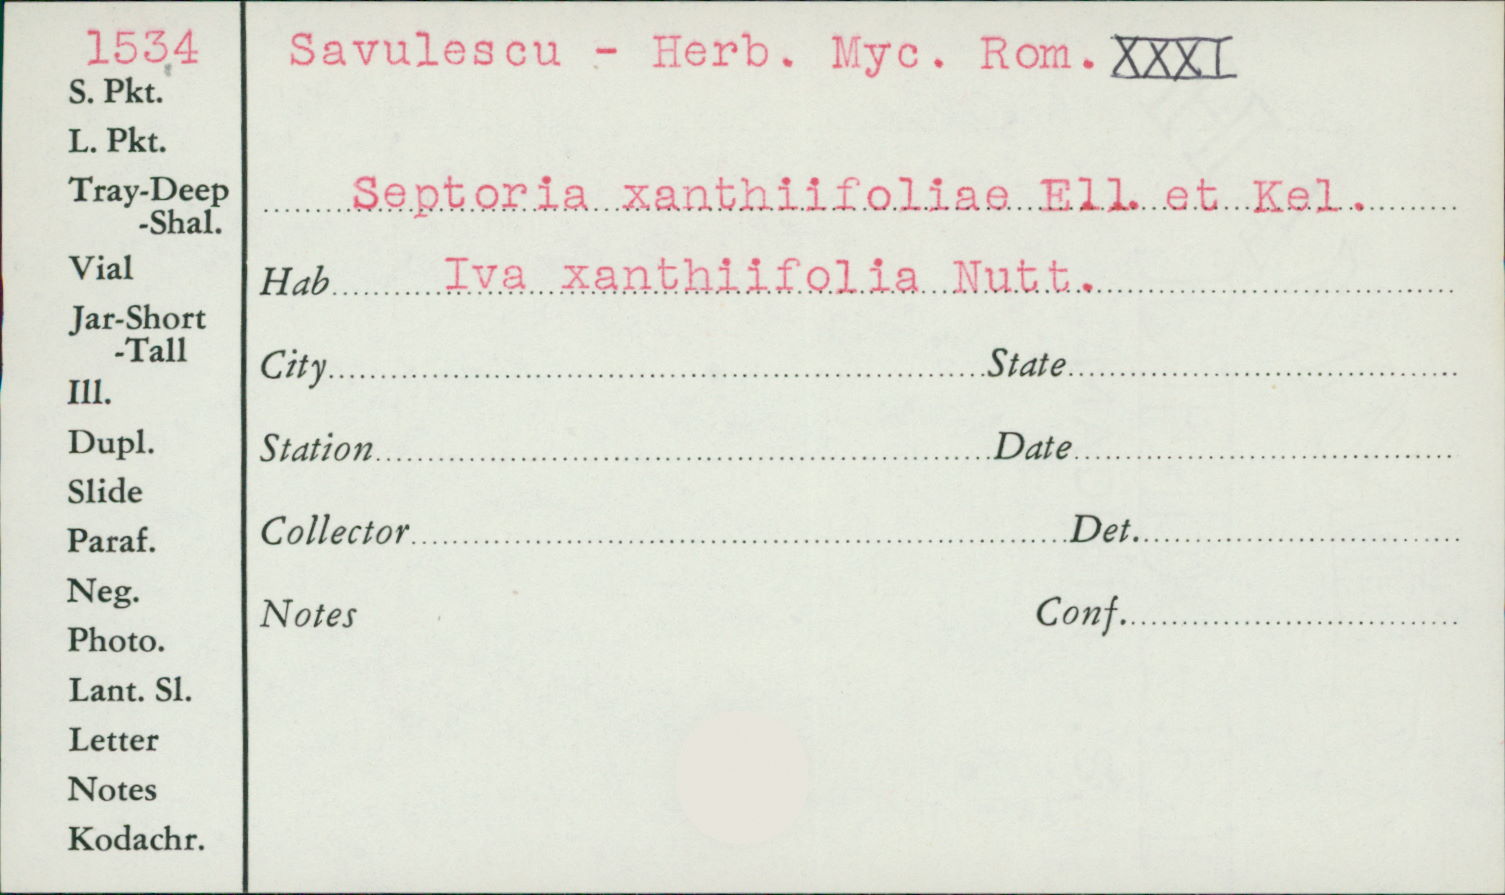 1534
Savulescu - Herb. Myc. Rom. XXXI
S. Pkt.
L. Pkt.
Tray-Deep
-Shal.
Septoria xanthiifoliae Ell. et Kel.
Vial
Hab Iva xanthiifolia Nutt.
Jar-Short
-Tall
City State
Ill.
Dupl.
Station Date
Slide
Paraf.
Collector Det.
Neg.
Notes Conf.
Photo.
Lant. Sl.
Letter
Notes
Kodachr.